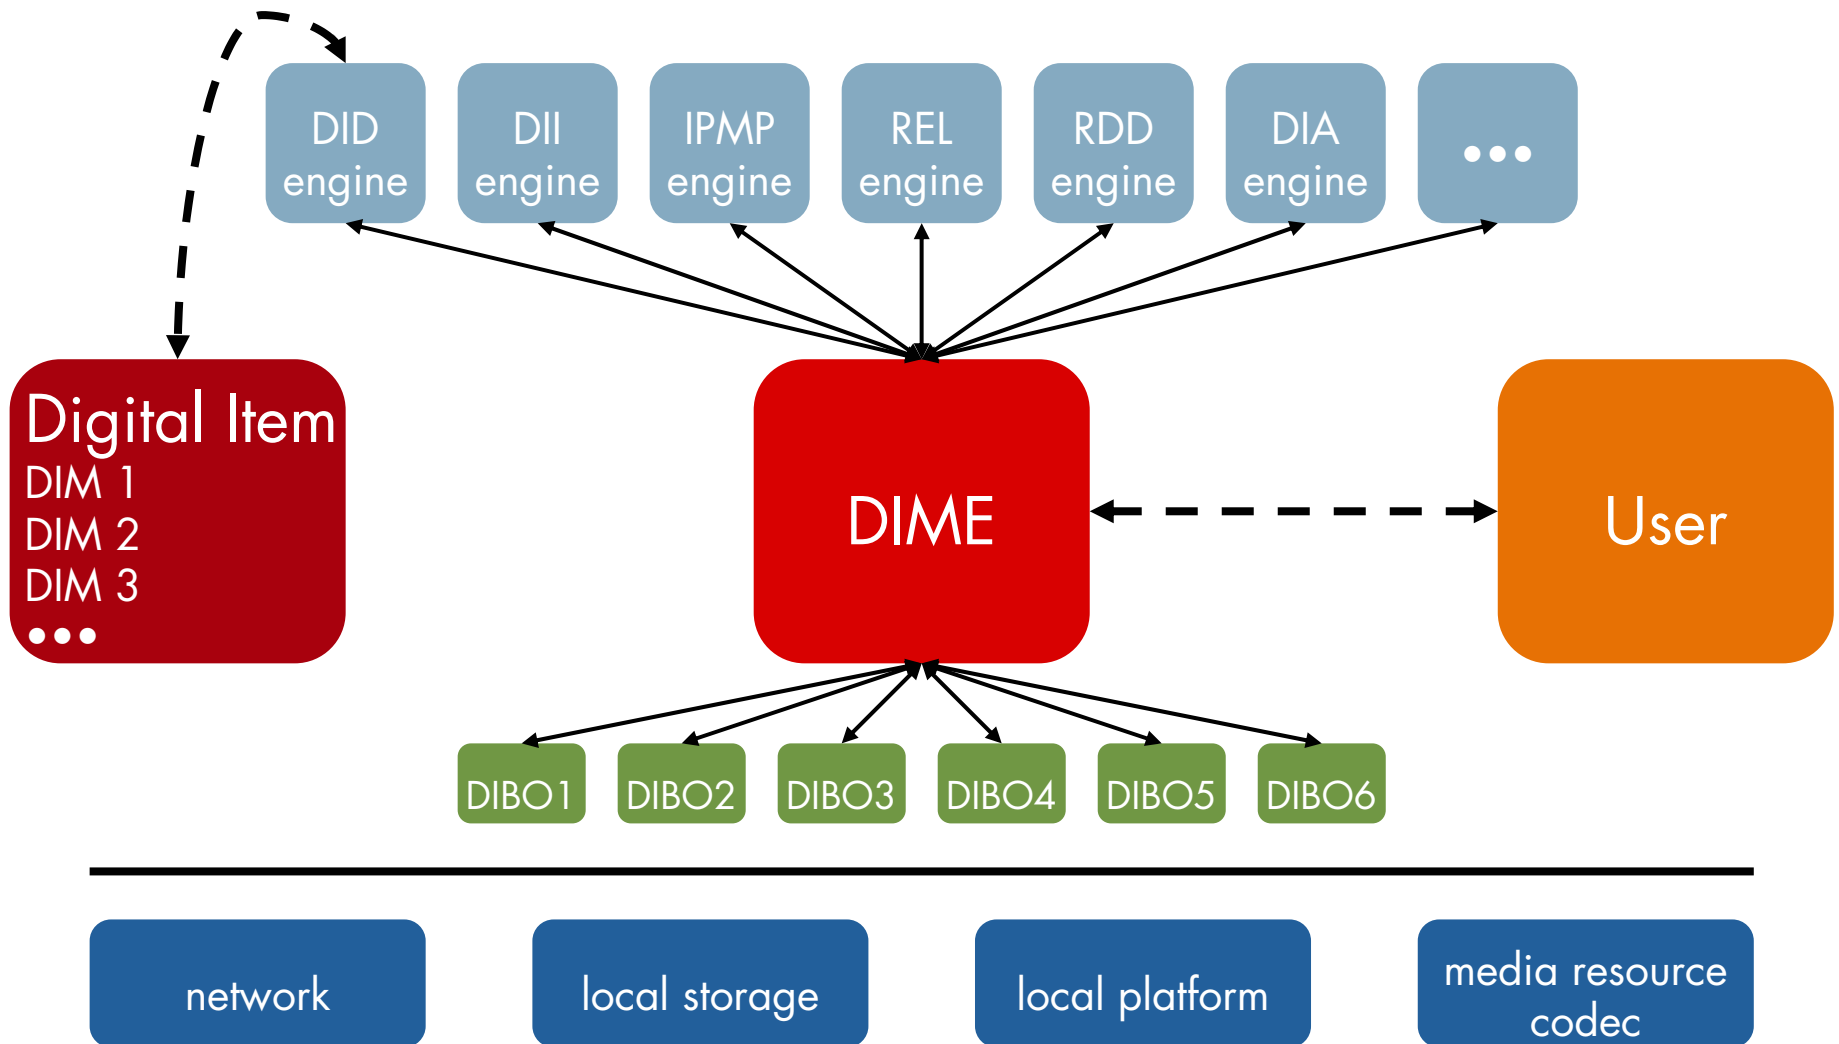 DID
engine
DII
engine
IPMP
engine
REL
engine
RDD
engine
DIA
engine
•••
Digital Item
DIM 1
DIM 2
DIM 3
•••
DIME
User
DIBO1
DIBO2
DIBO3
DIBO4
DIBO5
DIBO6
network
local storage
local platform
media resource
codec